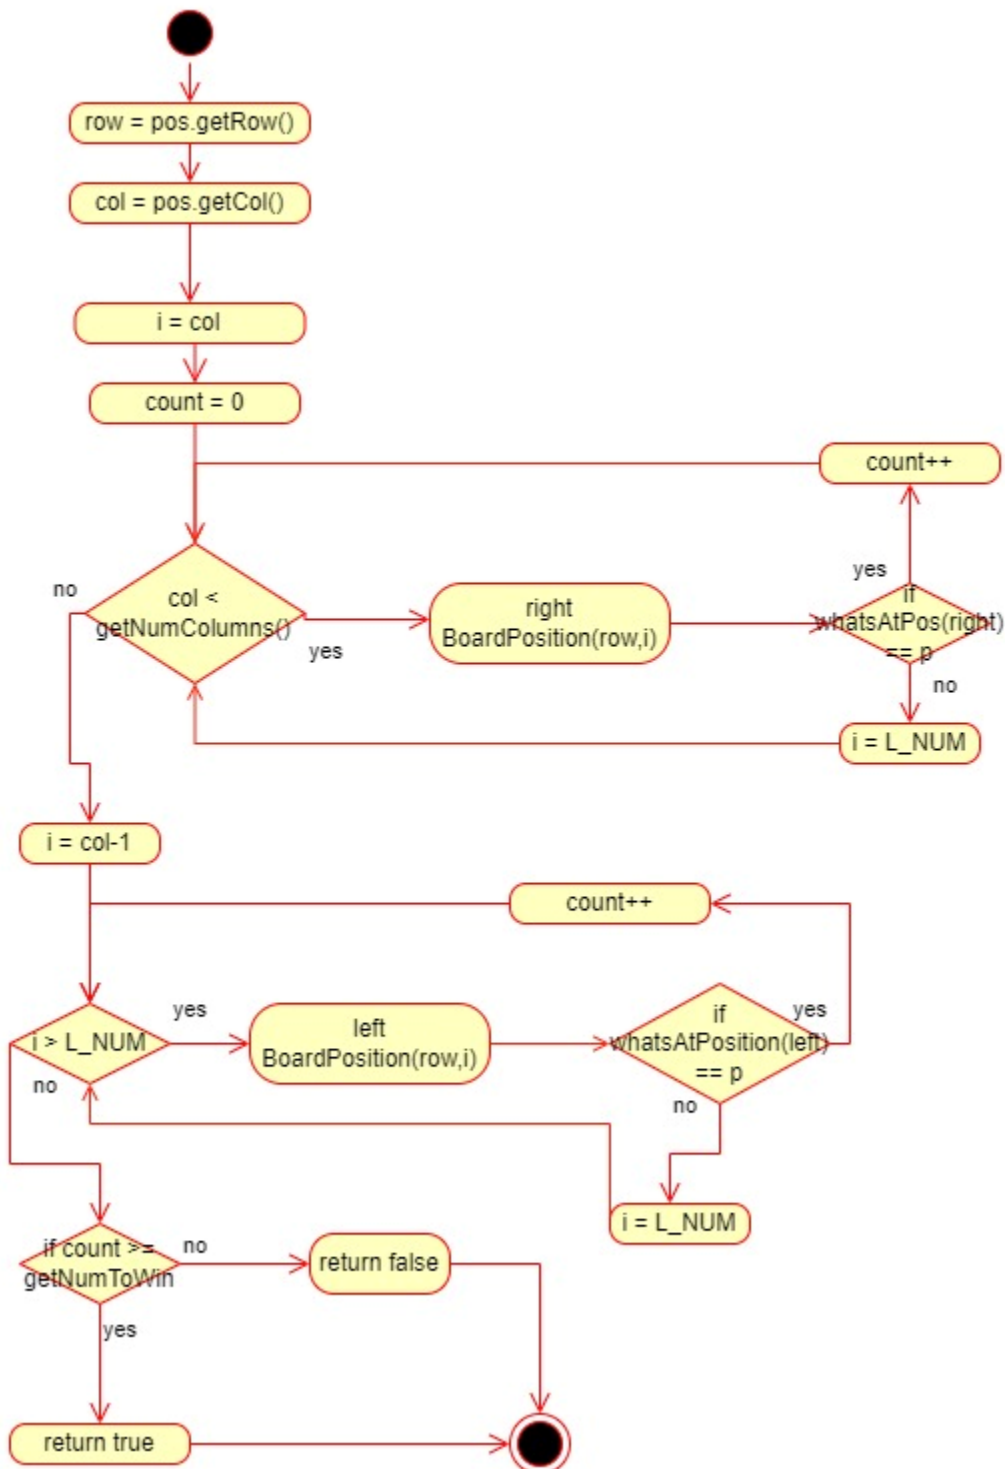 row = pos.getRow()
col = pos.getCol()
i = col
count = 0
count++
no
col <
getNumColumns()
yes
right
BoardPosition(row,i)
yes
if
whatsAtPos(right)
== p
no
i = L_NUM
i = col-1
count++
i > L_NUM
yes
no
left
BoardPosition(row,i)
if
whatsAtPosition(left)
== p
yes
no
i = L_NUM
if count >=
getNumToWin
no
return false
yes
return true